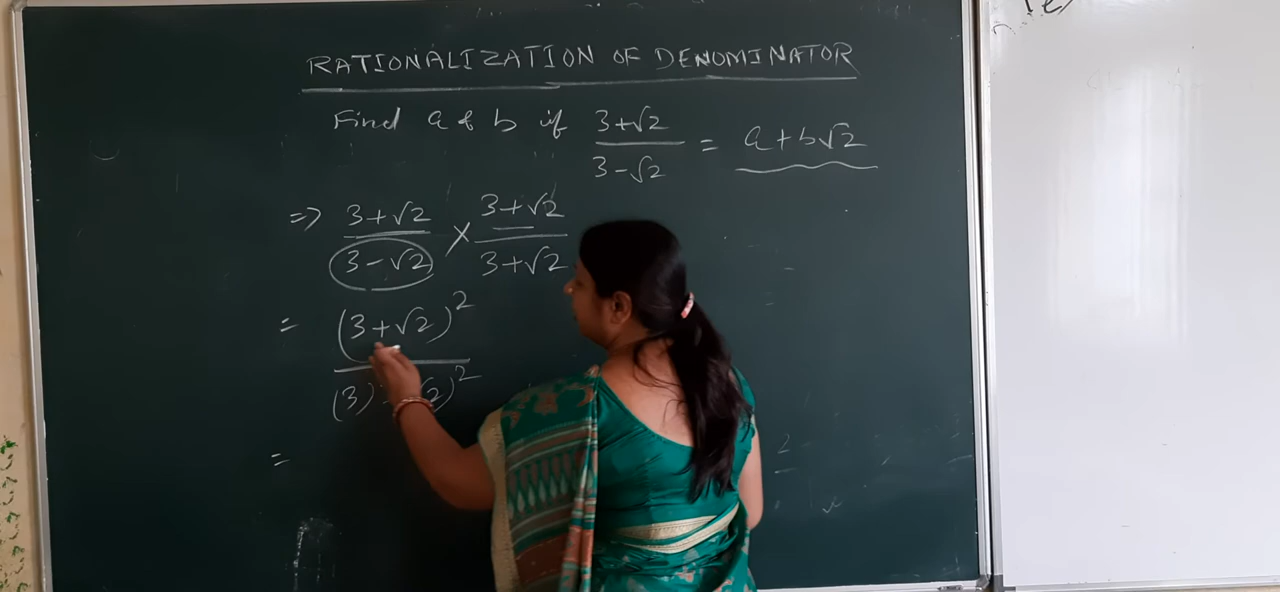 RATIONALIZATION OF DENOMINATOR
Find a & b if (3+√2)/(3-√2) = a+b√2
=> (3+√2)/(3-√2) × (3+√2)/(3+√2)
= (3+√2)²/(3) 2)²
=